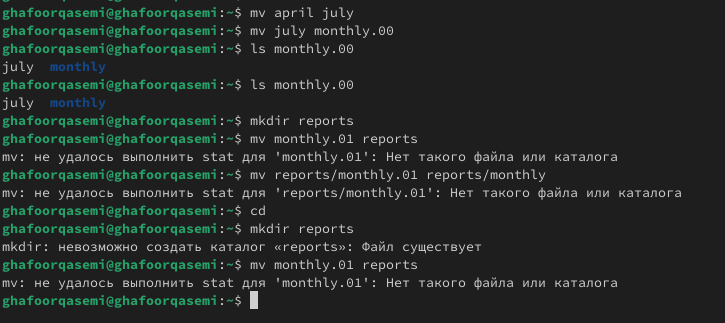 ghafoorqasemi@ghafoorqasemi:~$ mv april july
ghafoorqasemi@ghafoorqasemi:~$ mv july monthly.00
ghafoorqasemi@ghafoorqasemi:~$ ls monthly.00
july  monthly
ghafoorqasemi@ghafoorqasemi:~$ ls monthly.00
july  monthly
ghafoorqasemi@ghafoorqasemi:~$ mkdir reports
ghafoorqasemi@ghafoorqasemi:~$ mv monthly.01 reports
mv: не удалось выполнить stat для 'monthly.01': Нет такого файла или каталога
ghafoorqasemi@ghafoorqasemi:~$ mv reports/monthly.01 reports/monthly
mv: не удалось выполнить stat для 'reports/monthly.01': Нет такого файла или каталога
ghafoorqasemi@ghafoorqasemi:~$ cd
ghafoorqasemi@ghafoorqasemi:~$ mkdir reports
mkdir: невозможно создать каталог «reports»: Файл существует
ghafoorqasemi@ghafoorqasemi:~$ mv monthly.01 reports
mv: не удалось выполнить stat для 'monthly.01': Нет такого файла или каталога
ghafoorqasemi@ghafoorqasemi:~$